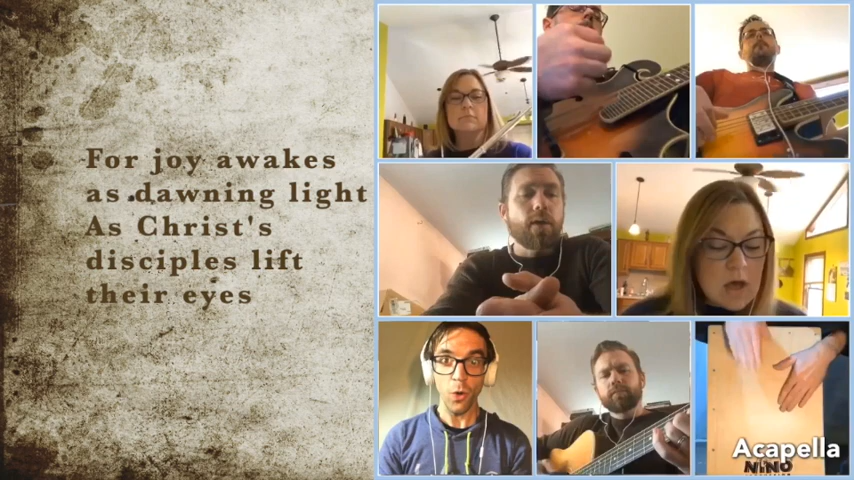 For joy awakes
as dawning light
As Christ's
disciples lift
their eyes
Acapella
NINO